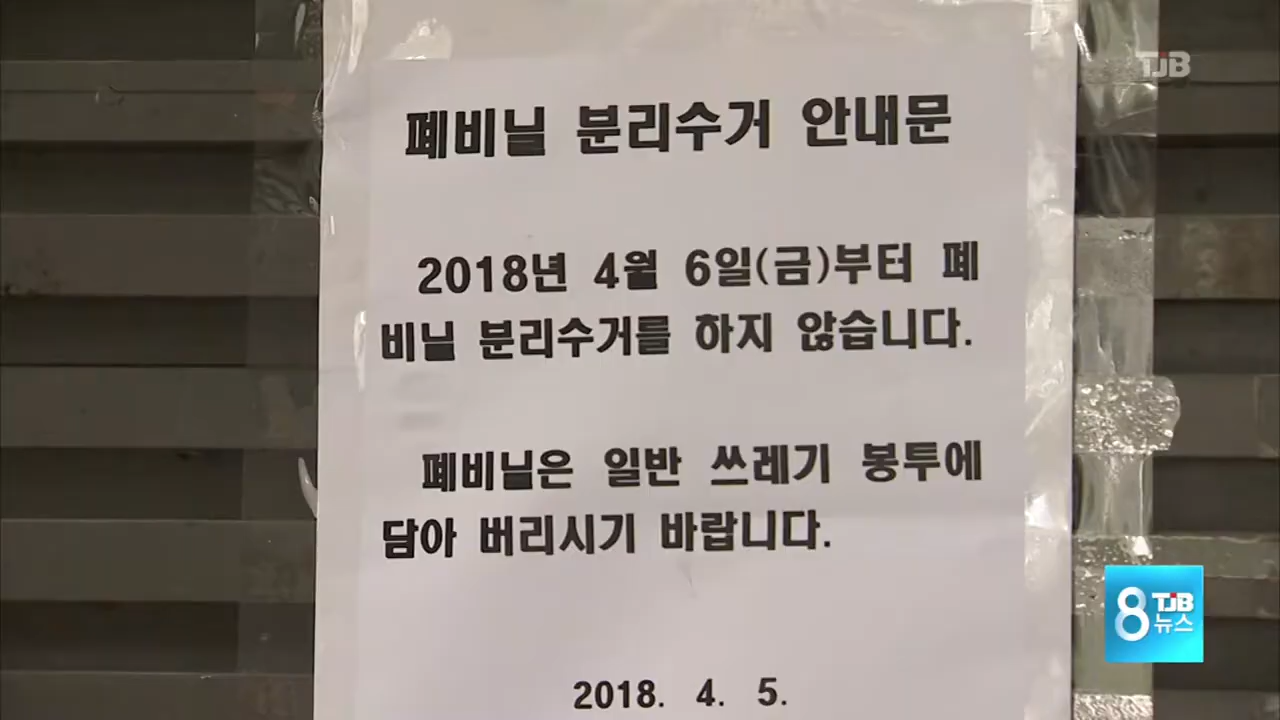 TJB
폐비닐 분리수거 안내문
2018년 4월 6일(금)부터 폐
비닐 분리수거를 하지 않습니다.
폐비닐은 일반 쓰레기 봉투에
담아 버리시기 바랍니다.
2018. 4. 5.
8 TJB
뉴스